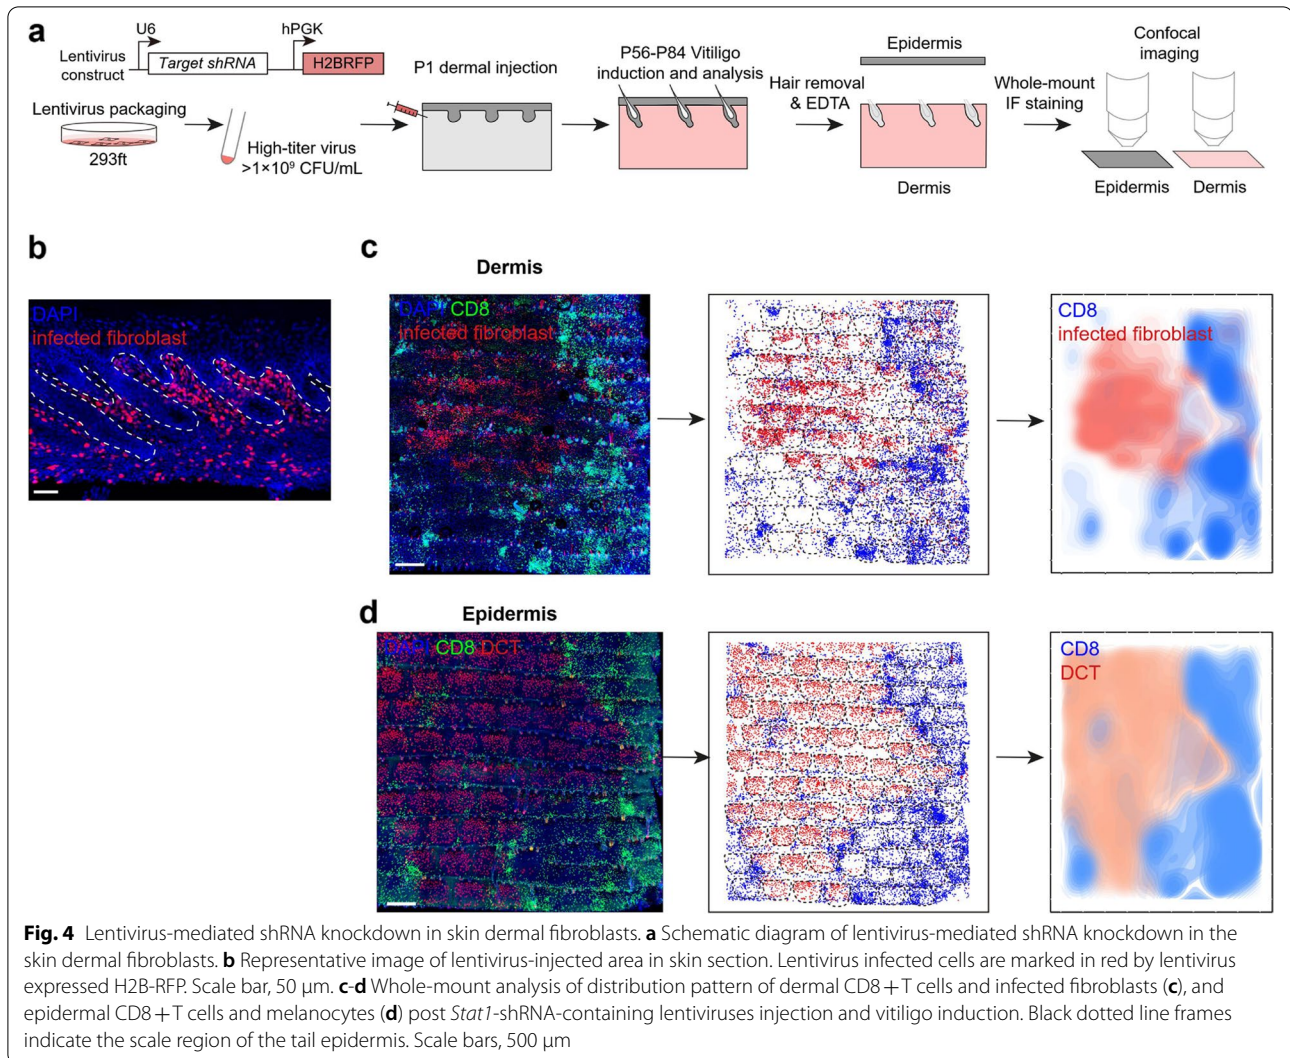 a
U6
hPGK
Lentivirus
construct
Target shRNA
H2BRFP
Lentivirus packaging
293ft
High-titer virus
>1×10⁹ CFU/mL
P1 dermal injection
P56-P84 Vitiligo
induction and analysis
Hair removal
& EDTA
Epidermis
Dermis
Whole-mount
IF staining
Confocal
imaging
Epidermis
Dermis
b
DAPI
infected fibroblast
c
Dermis
DAPI CD8
infected fibroblast
CD8
infected fibroblast
d
Epidermis
DAPI CD8 DCT
CD8
DCT
Fig. 4 Lentivirus-mediated shRNA knockdown in skin dermal fibroblasts. a Schematic diagram of lentivirus-mediated shRNA knockdown in the
skin dermal fibroblasts. b Representative image of lentivirus-injected area in skin section. Lentivirus infected cells are marked in red by lentivirus
expressed H2B-RFP. Scale bar, 50 μm. c-d Whole-mount analysis of distribution pattern of dermal CD8+T cells and infected fibroblasts (c), and
epidermal CD8+T cells and melanocytes (d) post Stat1-shRNA-containing lentiviruses injection and vitiligo induction. Black dotted line frames
indicate the scale region of the tail epidermis. Scale bars, 500 μm